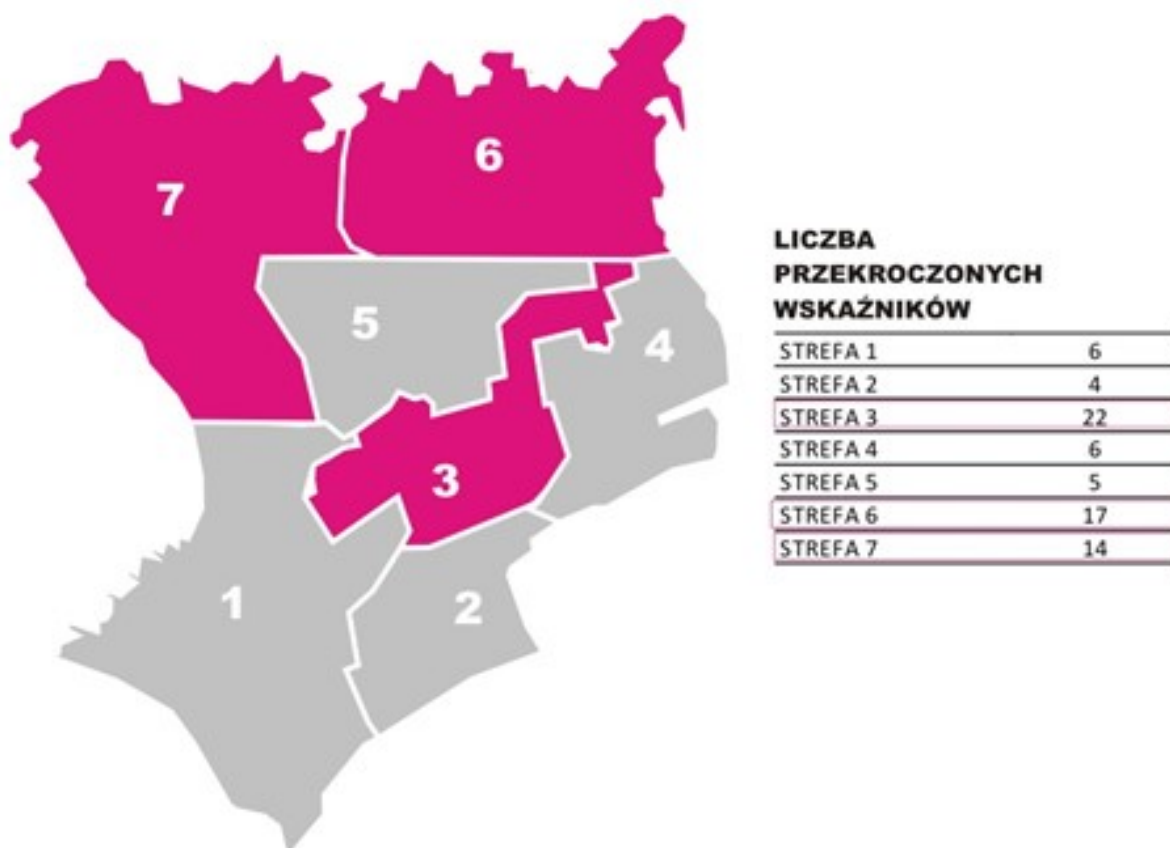 7
6
5
4
3
1
2
LICZBA
PRZEKROCZONYCH
WSKAŹNIKÓW
STREFA 1 6
STREFA 2 4
STREFA 3 22
STREFA 4 6
STREFA 5 5
STREFA 6 17
STREFA 7 14